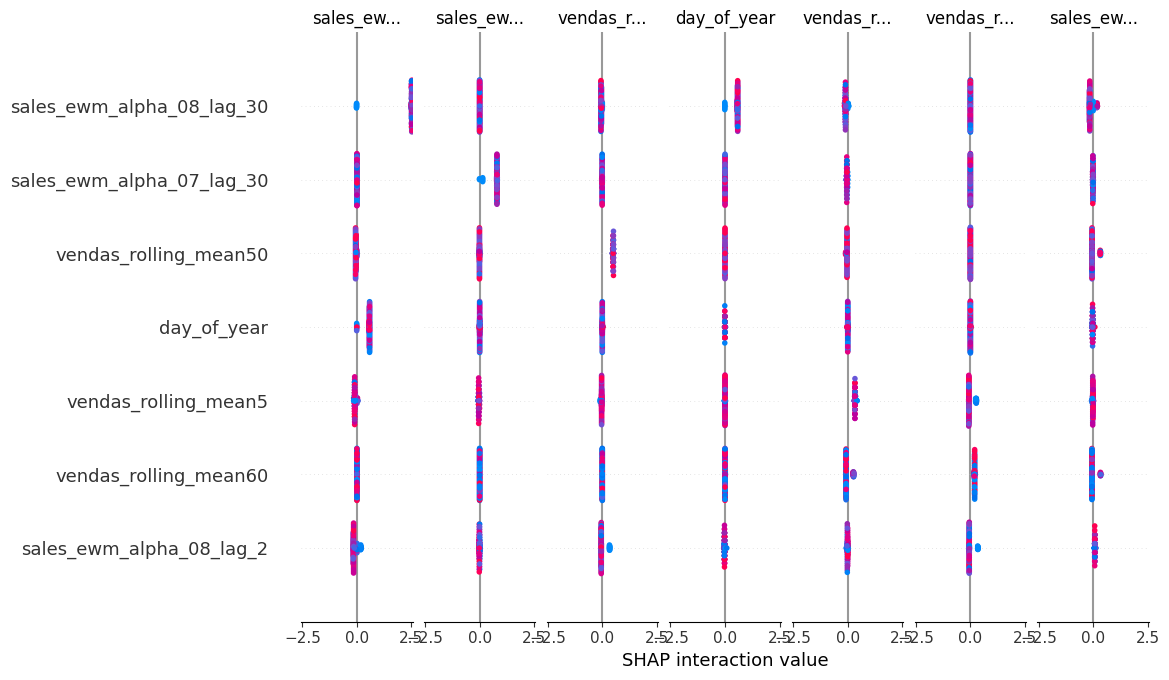 sales_ew... sales_ew... vendas_r... day_of_year vendas_r... vendas_r... sales_ew...
sales_ewm_alpha_08_lag_30
sales_ewm_alpha_07_lag_30
vendas_rolling_mean50
day_of_year
vendas_rolling_mean5
vendas_rolling_mean60
sales_ewm_alpha_08_lag_2
−2.5 0.0 2.5 −2.5 0.0 2.5 −2.5 0.0 2.5 −2.5 0.0 2.5 −2.5 0.0 2.5 −2.5 0.0 2.5 −2.5 0.0 2.5
SHAP interaction value